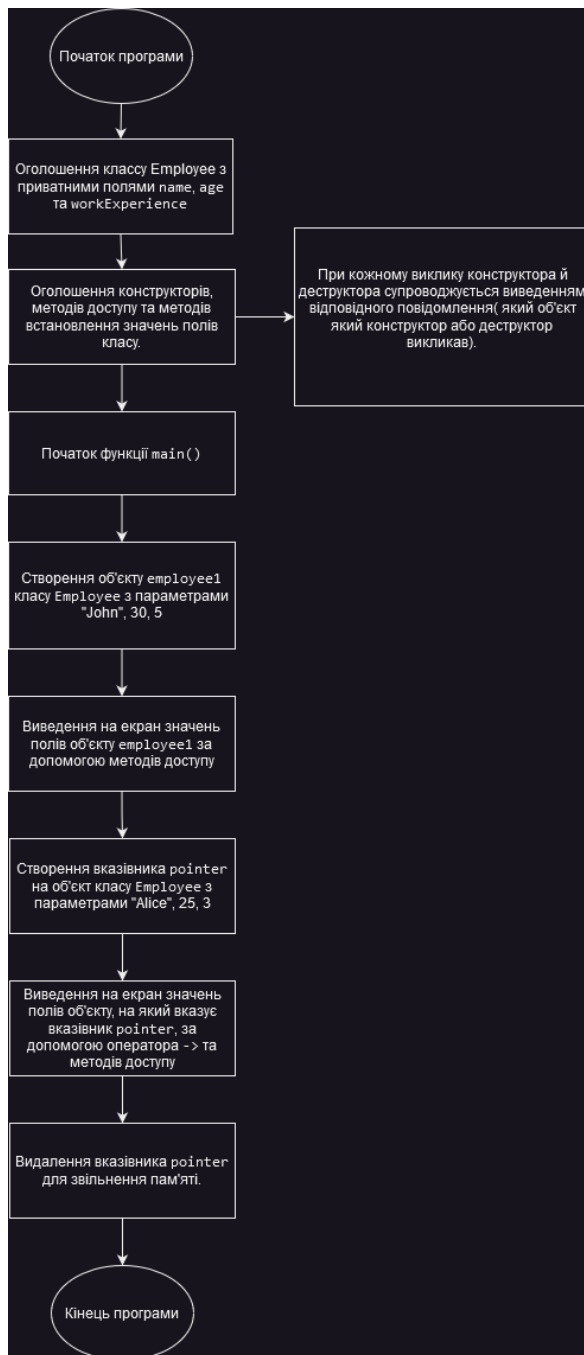 Початок програми
Оголошення классу Employee з
приватними полями name, age
та workExperience
Оголошення конструкторів,
методів доступу та методів
встановлення значень полів
класу.
При кожному виклику конструктора й
деструктора супроводжується виведенням
відповідного повідомлення( який об'єкт
який конструктор або деструктор
викликав).
Початок функції main()
Створення об'єкту employee1
класу Employee з параметрами
"John", 30, 5
Виведення на екран значень
полів об'єкту employee1 за
допомогою методів доступу
Створення вказівника pointer
на об'єкт класу Employee з
параметрами "Alice", 25, 3
Виведення на екран значень
полів об'єкту, на який вказує
вказівник pointer, за
допомогою оператора -> та
методів доступу
Видалення вказівника pointer
для звільнення пам'яті.
Кінець програми